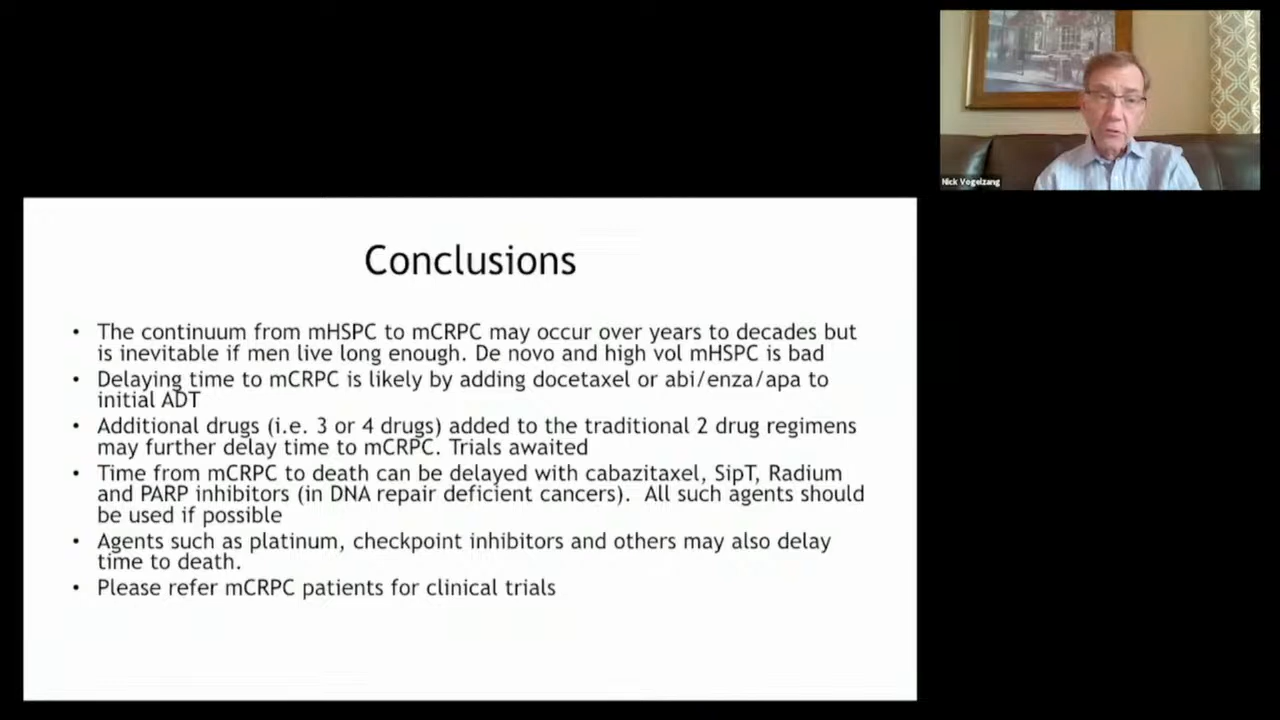 Nick Vogelzang
Conclusions
• The continuum from mHSPC to mCRPC may occur over years to decades but
is inevitable if men live long enough. De novo and high vol mHSPC is bad
• Delaying time to mCRPC is likely by adding docetaxel or abi/enza/apa to
initial ADT
• Additional drugs (i.e. 3 or 4 drugs) added to the traditional 2 drug regimens
may further delay time to mCRPC. Trials awaited
• Time from mCRPC to death can be delayed with cabazitaxel, SipT, Radium
and PARP inhibitors (in DNA repair deficient cancers). All such agents should
be used if possible
• Agents such as platinum, checkpoint inhibitors and others may also delay
time to death.
• Please refer mCRPC patients for clinical trials